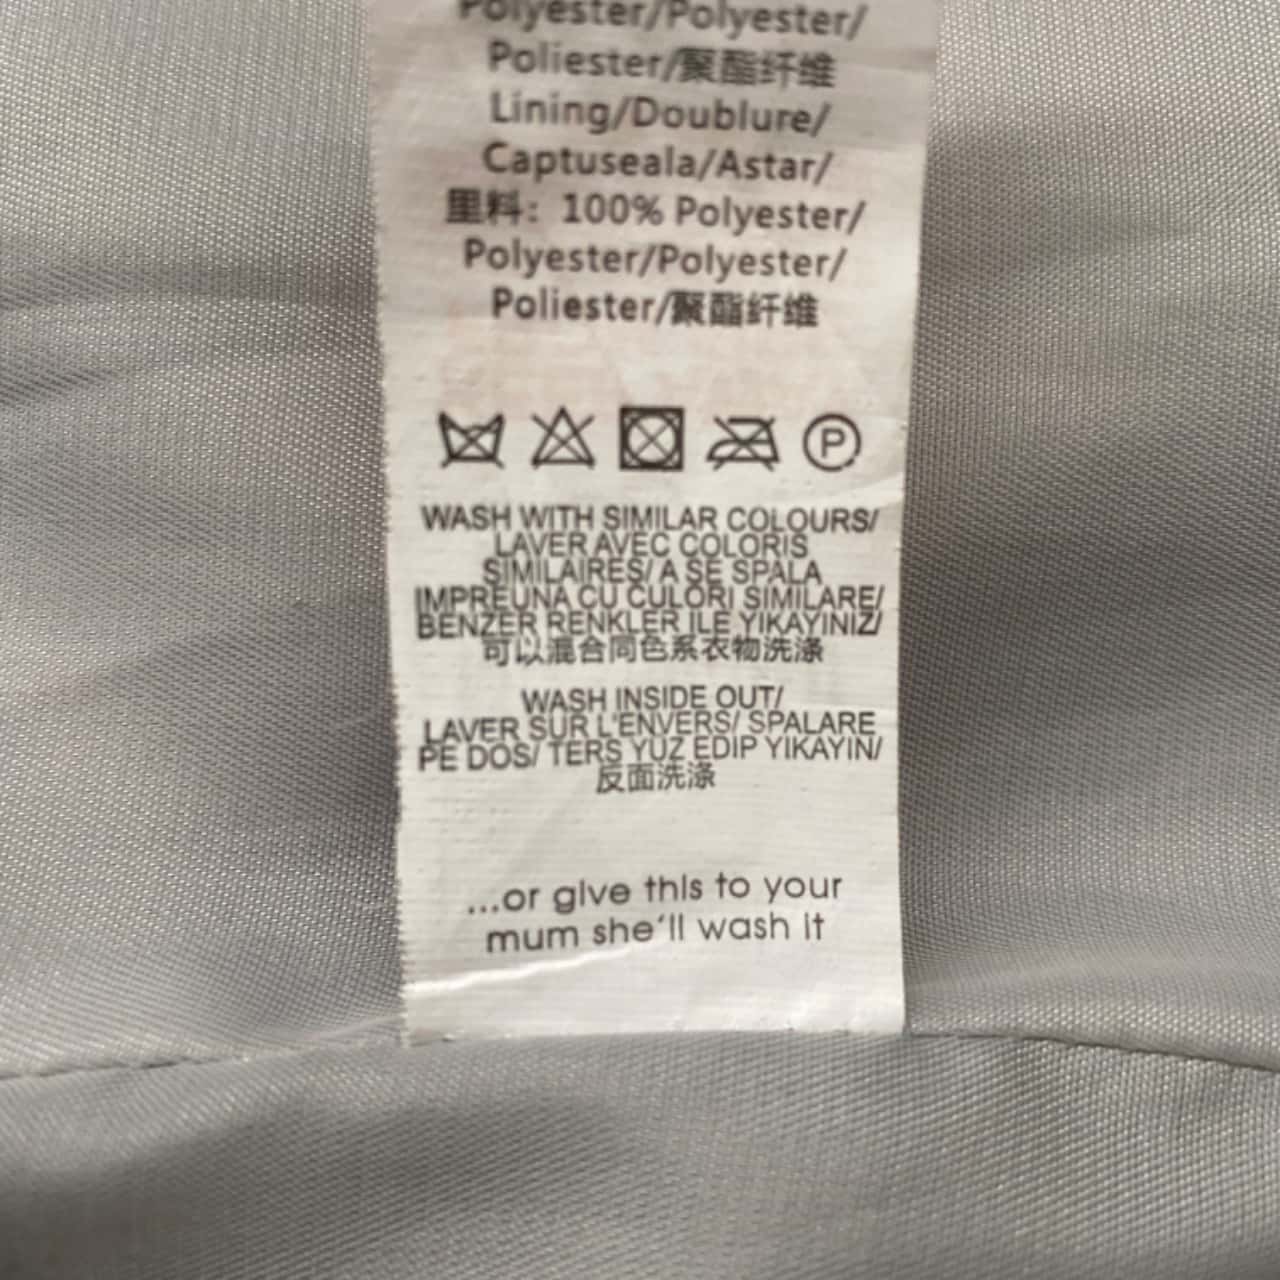 Polyester/Polyester/
Poliester/聚酯纤维
Lining/Doublure/
Captuseala/Astar/
里料：100% Polyester/
Polyester/Polyester/
Poliester/聚酯纤维
P
WASH WITH SIMILAR COLOURS/
LAVER AVEC COLORIS
SIMILAIRES/ A SE SPALA
IMPREUNA CU CULORI SIMILARE/
BENZER RENKLER ILE YIKAYINIZ/
可以混合同色系衣物洗涤
WASH INSIDE OUT/
LAVER SUR L'ENVERS/ SPALARE
PE DOS/ TERS YUZ EDIP YIKAYIN/
反面洗涤
...or give this to your
mum she'll wash it